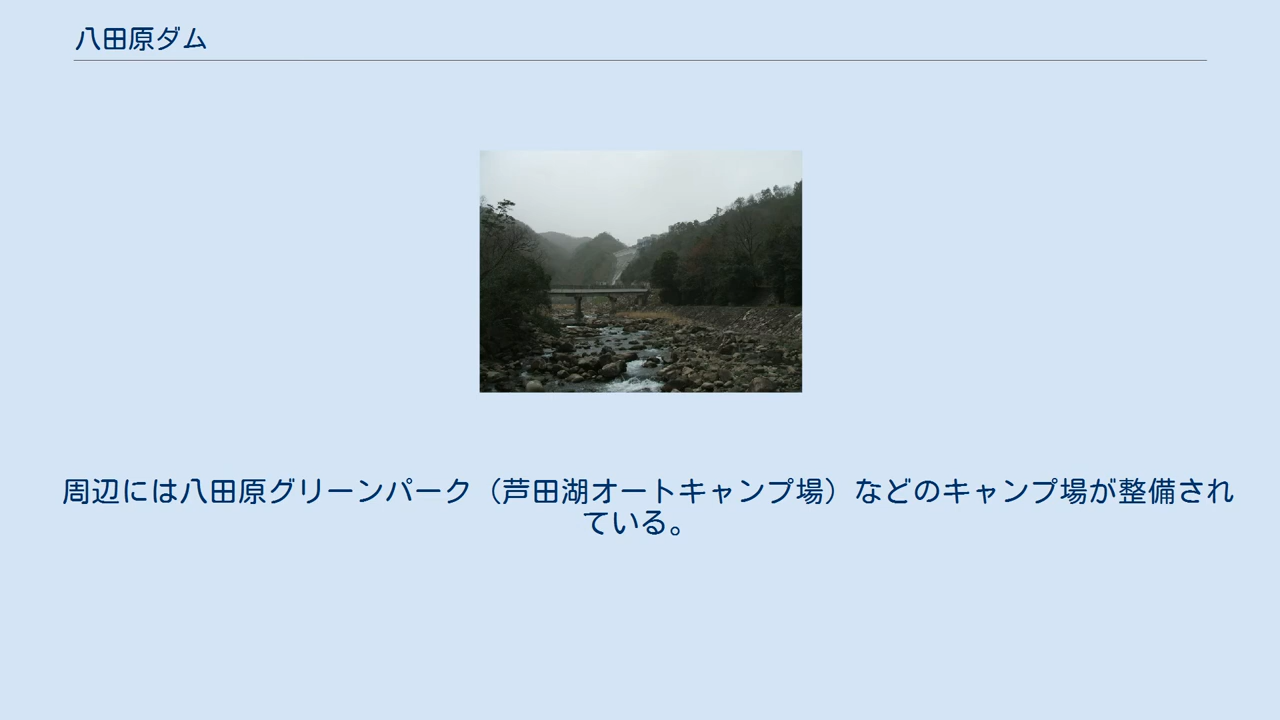 八田原ダム
周辺には八田原グリーンパーク（芦田湖オートキャンプ場）などのキャンプ場が整備され
ている。